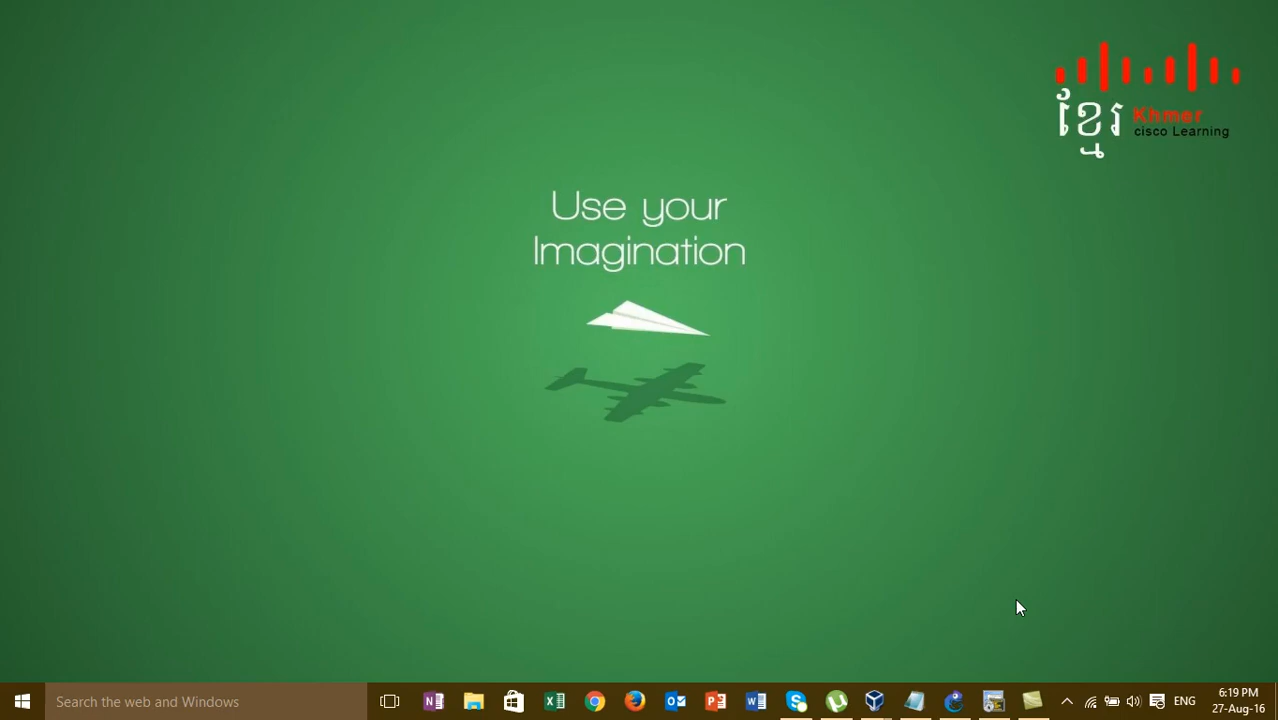 ខ្មែរ
Khmer
cisco Learning
Use your
Imagination
Search the web and Windows
ENG
6:19 PM
27-Aug-16